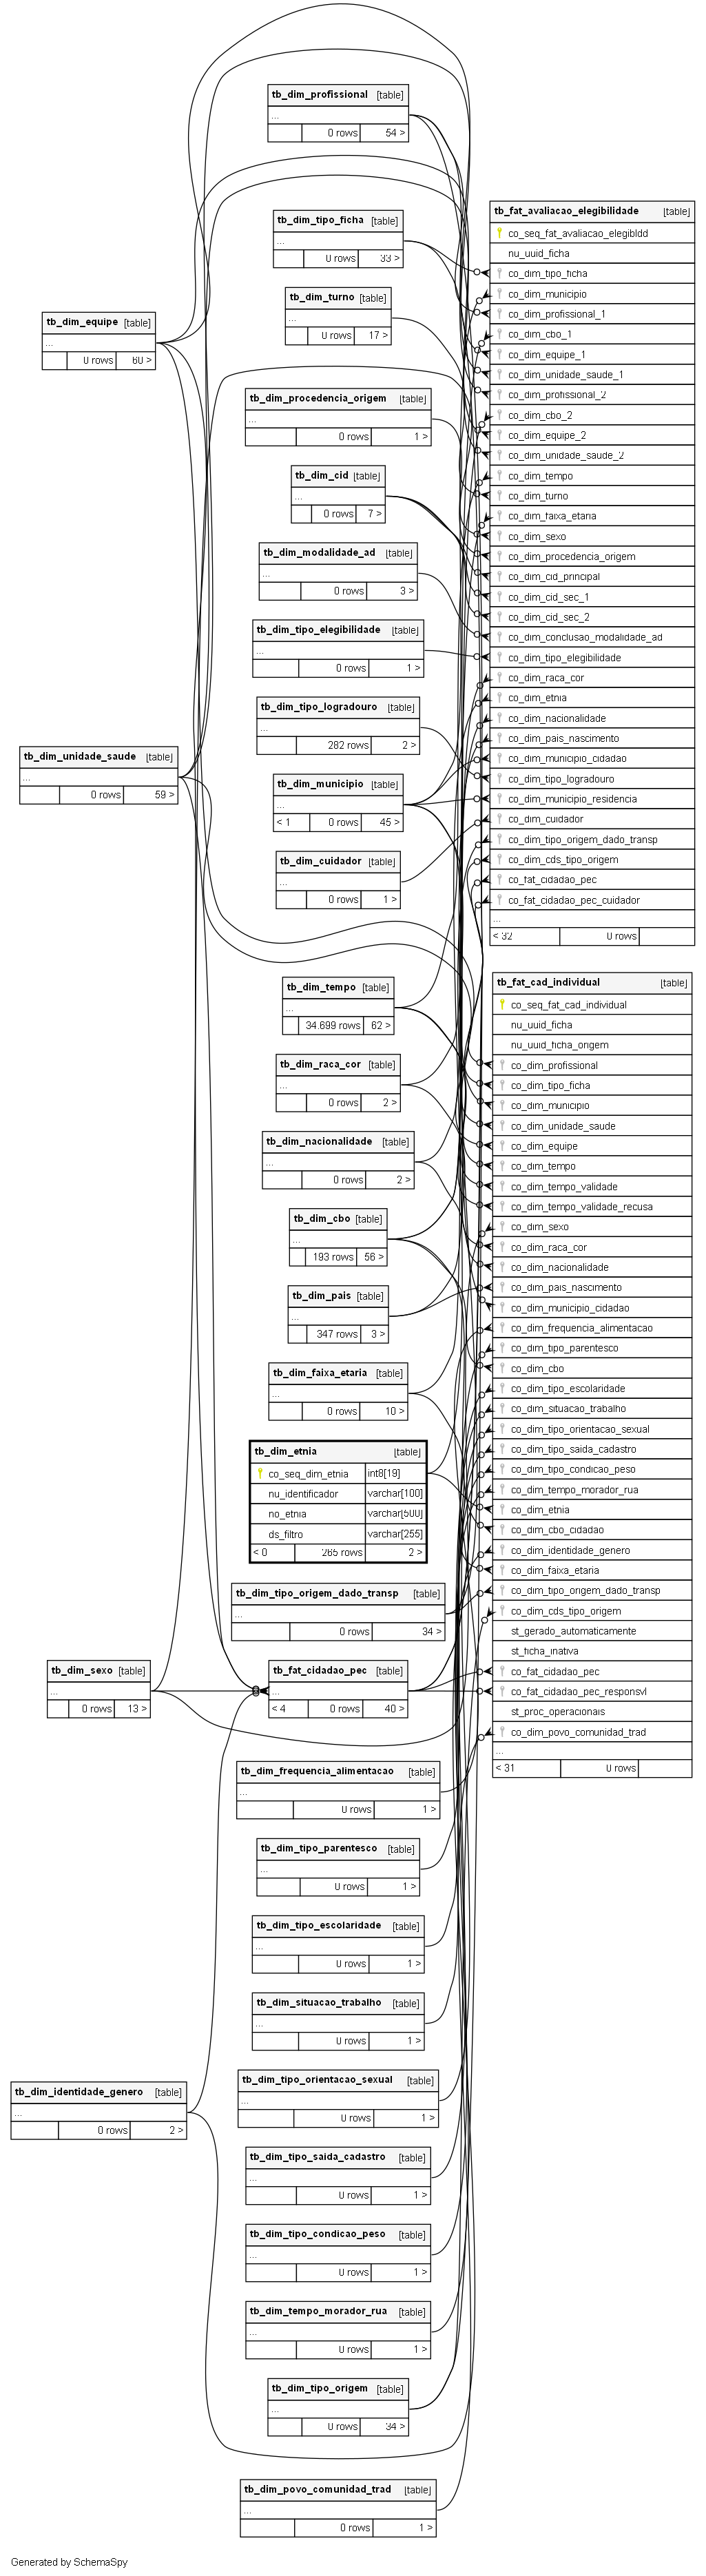 tb_dim_profissional [table]
...
0 rows 54 >
tb_dim_tipo_ficha [table]
...
0 rows 33 >
tb_dim_turno [table]
...
0 rows 17 >
tb_dim_equipe [table]
...
0 rows 60 >
tb_dim_procedencia_origem [table]
...
0 rows 1 >
tb_dim_cid [table]
...
0 rows 7 >
tb_dim_modalidade_ad [table]
...
0 rows 3 >
tb_dim_tipo_elegibilidade [table]
...
0 rows 1 >
tb_dim_tipo_logradouro [table]
...
282 rows 2 >
tb_dim_unidade_saude [table]
...
0 rows 59 >
tb_dim_municipio [table]
...
< 1 0 rows 45 >
tb_dim_cuidador [table]
...
0 rows 1 >
tb_fat_avaliacao_elegibilidade [table]
co_seq_fat_avaliacao_elegibldd
nu_uuid_ficha
co_dim_tipo_ficha
co_dim_municipio
co_dim_profissional_1
co_dim_cbo_1
co_dim_equipe_1
co_dim_unidade_saude_1
co_dim_profissional_2
co_dim_cbo_2
co_dim_equipe_2
co_dim_unidade_saude_2
co_dim_tempo
co_dim_turno
co_dim_faixa_etaria
co_dim_sexo
co_dim_procedencia_origem
co_dim_cid_principal
co_dim_cid_sec_1
co_dim_cid_sec_2
co_dim_conclusao_modalidade_ad
co_dim_tipo_elegibilidade
co_dim_raca_cor
co_dim_etnia
co_dim_nacionalidade
co_dim_pais_nascimento
co_dim_municipio_cidadao
co_dim_tipo_logradouro
co_dim_municipio_residencia
co_dim_cuidador
co_dim_tipo_origem_dado_transp
co_dim_cds_tipo_origem
co_fat_cidadao_pec
co_fat_cidadao_pec_cuidador
...
< 32 0 rows
tb_dim_tempo [table]
...
34.699 rows 62 >
tb_dim_raca_cor [table]
...
0 rows 2 >
tb_dim_nacionalidade [table]
...
0 rows 2 >
tb_dim_cbo [table]
...
193 rows 56 >
tb_dim_pais [table]
...
347 rows 3 >
tb_dim_faixa_etaria [table]
...
0 rows 10 >
tb_dim_etnia [table]
co_seq_dim_etnia int8[19]
nu_identificador varchar[100]
no_etnia varchar[500]
ds_filtro varchar[255]
< 0 265 rows 2 >
tb_dim_tipo_origem_dado_transp [table]
...
0 rows 34 >
tb_dim_sexo [table]
...
0 rows 13 >
tb_fat_cidadao_pec [table]
...
< 4 0 rows 40 >
tb_fat_cad_individual [table]
co_seq_fat_cad_individual
nu_uuid_ficha
nu_uuid_ficha_origem
co_dim_profissional
co_dim_tipo_ficha
co_dim_municipio
co_dim_unidade_saude
co_dim_equipe
co_dim_tempo
co_dim_tempo_validade
co_dim_tempo_validade_recusa
co_dim_sexo
co_dim_raca_cor
co_dim_nacionalidade
co_dim_pais_nascimento
co_dim_municipio_cidadao
co_dim_frequencia_alimentacao
co_dim_tipo_parentesco
co_dim_cbo
co_dim_tipo_escolaridade
co_dim_situacao_trabalho
co_dim_tipo_orientacao_sexual
co_dim_tipo_saida_cadastro
co_dim_tipo_condicao_peso
co_dim_tempo_morador_rua
co_dim_etnia
co_dim_cbo_cidadao
co_dim_identidade_genero
co_dim_faixa_etaria
co_dim_tipo_origem_dado_transp
co_dim_cds_tipo_origem
st_gerado_automaticamente
st_ficha_inativa
co_fat_cidadao_pec
co_fat_cidadao_pec_responsvl
st_proc_operacionais
co_dim_povo_comunidad_trad
...
< 31 0 rows
tb_dim_frequencia_alimentacao [table]
...
0 rows 1 >
tb_dim_tipo_parentesco [table]
...
0 rows 1 >
tb_dim_tipo_escolaridade [table]
...
0 rows 1 >
tb_dim_situacao_trabalho [table]
...
0 rows 1 >
tb_dim_identidade_genero [table]
...
0 rows 2 >
tb_dim_tipo_orientacao_sexual [table]
...
0 rows 1 >
tb_dim_tipo_saida_cadastro [table]
...
0 rows 1 >
tb_dim_tipo_condicao_peso [table]
...
0 rows 1 >
tb_dim_tempo_morador_rua [table]
...
0 rows 1 >
tb_dim_tipo_origem [table]
...
0 rows 34 >
tb_dim_povo_comunidad_trad [table]
...
0 rows 1 >
Generated by SchemaSpy